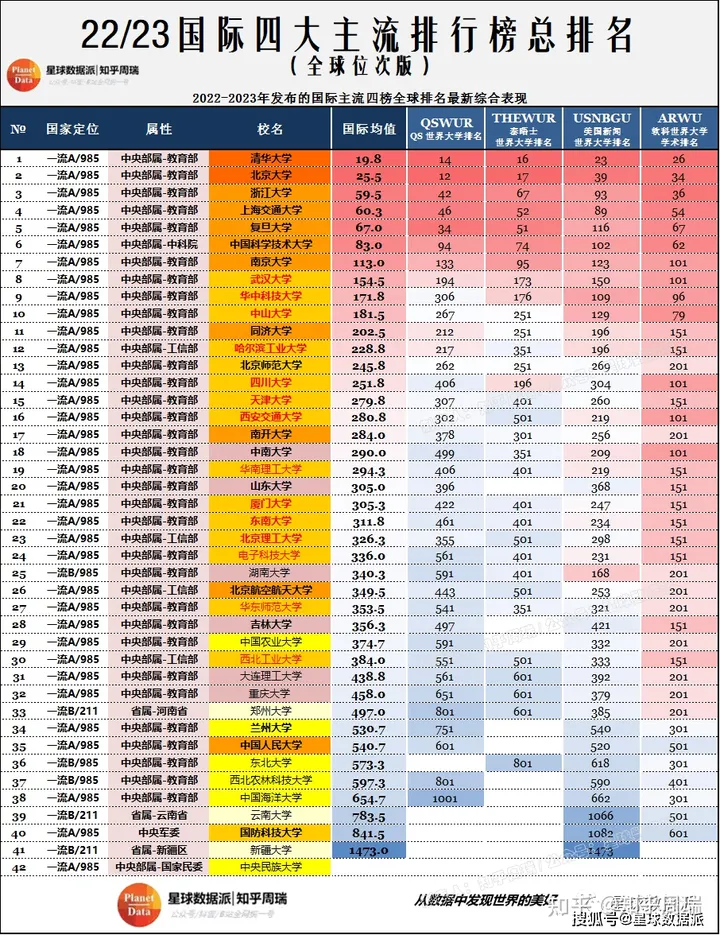 22/23国际四大主流排行榜总排名
(全球位次版)
Planet Data
星球数据派|知乎周瑞
2022-2023年发布的国际主流四榜全球排名最新综合表现
№ 国家定位 属性 校名 国际均值 QSWUR QS世界大学排名 THEWUR 泰晤士世界大学排名 USNBGU 美国新闻世界大学排名 ARWU 软科世界大学学术排名
1 一流A/985 中央部属-教育部 清华大学 19.8 14 16 23 26
2 一流A/985 中央部属-教育部 北京大学 25.5 12 17 39 34
3 一流A/985 中央部属-教育部 浙江大学 59.5 42 67 93 36
4 一流A/985 中央部属-教育部 上海交通大学 60.3 46 52 89 54
5 一流A/985 中央部属-教育部 复旦大学 67.0 34 51 116 67
6 一流A/985 中央部属-中科院 中国科学技术大学 83.0 94 74 102 62
7 一流A/985 中央部属-教育部 南京大学 113.0 133 95 123 101
8 一流A/985 中央部属-教育部 武汉大学 154.5 194 173 150 101
9 一流A/985 中央部属-教育部 华中科技大学 171.8 306 176 109 96
10 一流A/985 中央部属-教育部 中山大学 181.5 267 251 129 79
11 一流A/985 中央部属-教育部 同济大学 202.5 212 251 196 151
12 一流A/985 中央部属-工信部 哈尔滨工业大学 228.8 217 351 196 151
13 一流A/985 中央部属-教育部 北京师范大学 245.8 262 251 269 201
14 一流A/985 中央部属-教育部 四川大学 251.8 406 196 304 101
15 一流A/985 中央部属-教育部 天津大学 279.8 307 401 260 151
16 一流A/985 中央部属-教育部 西安交通大学 280.8 302 501 219 101
17 一流A/985 中央部属-教育部 南开大学 284.0 378 301 256 201
18 一流A/985 中央部属-教育部 中南大学 290.0 499 351 209 101
19 一流A/985 中央部属-教育部 华南理工大学 294.3 406 401 219 151
20 一流A/985 中央部属-教育部 山东大学 305.0 396 368 151
21 一流A/985 中央部属-教育部 厦门大学 305.3 422 401 247 151
22 一流A/985 中央部属-教育部 东南大学 311.8 461 401 234 151
23 一流A/985 中央部属-工信部 北京理工大学 326.3 355 501 298 151
24 一流A/985 中央部属-教育部 电子科技大学 336.0 561 401 231 151
25 一流B/985 中央部属-教育部 湖南大学 340.3 591 401 168 201
26 一流A/985 中央部属-工信部 北京航空航天大学 349.5 443 501 253 201
27 一流A/985 中央部属-教育部 华东师范大学 353.5 541 351 321 201
28 一流A/985 中央部属-教育部 吉林大学 356.3 497 421 151
29 一流A/985 中央部属-教育部 中国农业大学 374.7 591 332 201
30 一流A/985 中央部属-工信部 西北工业大学 384.0 551 501 333 151
31 一流A/985 中央部属-教育部 大连理工大学 438.8 561 601 392 201
32 一流A/985 中央部属-教育部 重庆大学 458.0 651 601 379 201
33 一流B/211 省属-河南省 郑州大学 497.0 801 601 385 201
34 一流A/985 中央部属-教育部 兰州大学 530.7 751 540 301
35 一流A/985 中央部属-教育部 中国人民大学 540.7 601 520 501
36 一流B/985 中央部属-教育部 东北大学 573.3 801 618 301
37 一流B/985 中央部属-教育部 西北农林科技大学 597.3 801 590 401
38 一流A/985 中央部属-教育部 中国海洋大学 654.7 1001 662 301
39 一流B/211 省属-云南省 云南大学 783.5 1066 501
40 一流A/985 中央军委 国防科技大学 841.5 1082 601
41 一流B/211 省属-新疆区 新疆大学 1473.0 1473
42 一流A/985 中央部属-国家民委 中央民族大学
Planet Data
星球数据派|知乎周瑞
从数据中发现世界的美好
知乎 @周瑞
搜狐号@星球数据派